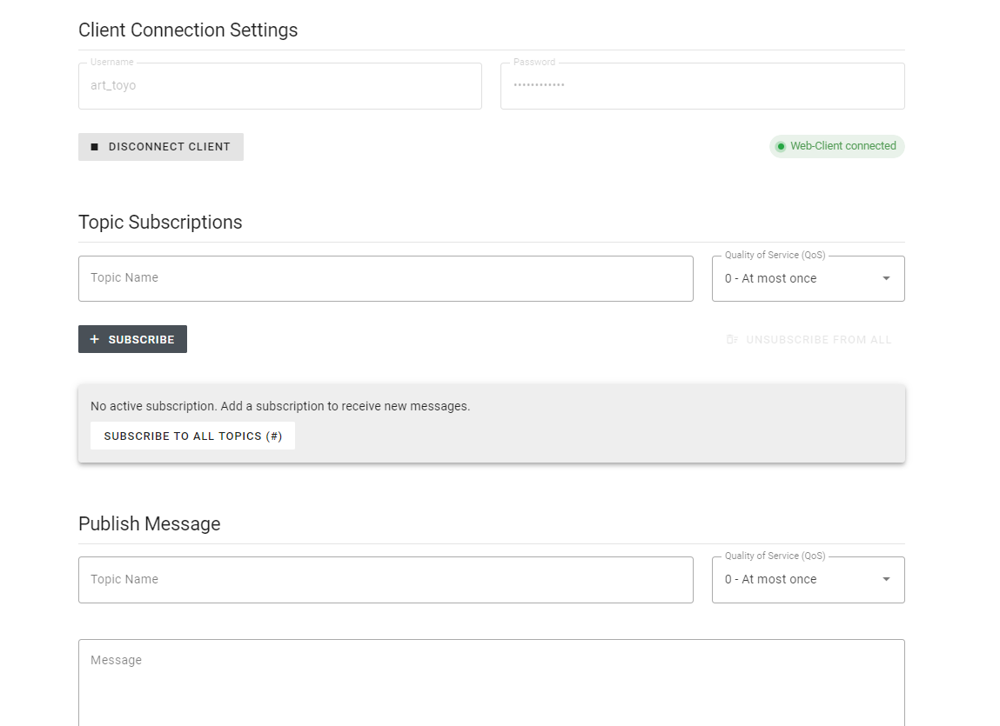 Client Connection Settings
Username
Password
art_toyo
••••••••••••
DISCONNECT CLIENT
Web-Client connected
Topic Subscriptions
Quality of Service (QoS)
Topic Name
0 - At most once
SUBSCRIBE
UNSUBSCRIBE FROM ALL
No active subscription. Add a subscription to receive new messages.
SUBSCRIBE TO ALL TOPICS (#)
Publish Message
Quality of Service (QoS)
Topic Name
0 - At most once
Message